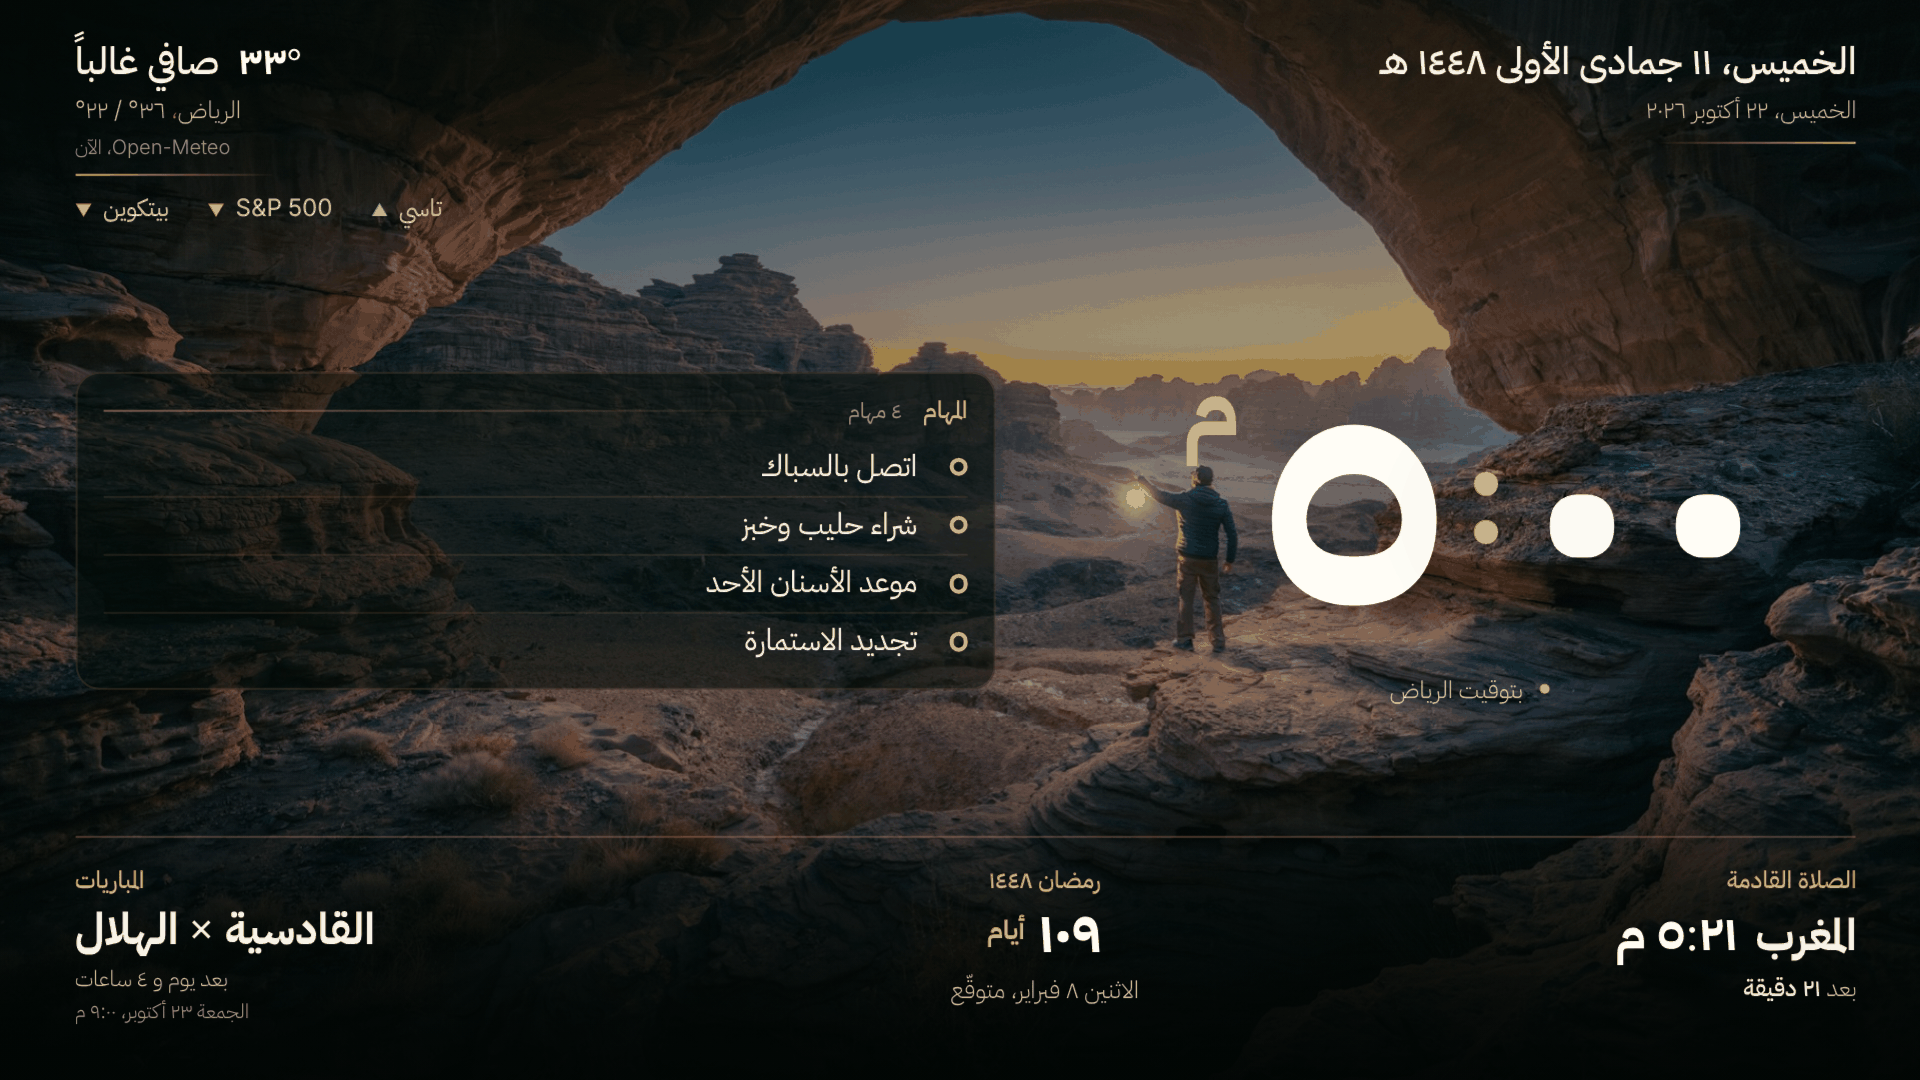 الخميس، ١١ جمادى الأولى ١٤٤٨ هـ
الخميس، ٢٢ أكتوبر ٢٠٢٦
٣٣° صافي غالباً
الرياض، ٣٦° / ٢٢°
Open-Meteo، الآن
تاسي ▲ S&P 500 ▼ بيتكوين ▼
٥:٠٠ م
بتوقيت الرياض
المهام ٤ مهام
اتصل بالسباك
شراء حليب وخبز
موعد الأسنان الأحد
تجديد الاستمارة
الصلاة القادمة
المغرب ٥:٢١ م
بعد ٢١ دقيقة
رمضان ١٤٤٨
١٠٩ أيام
الاثنين ٨ فبراير، متوقّع
المباريات
القادسية × الهلال
بعد يوم و ٤ ساعات
الجمعة ٢٣ أكتوبر، ٩:٠٠ م